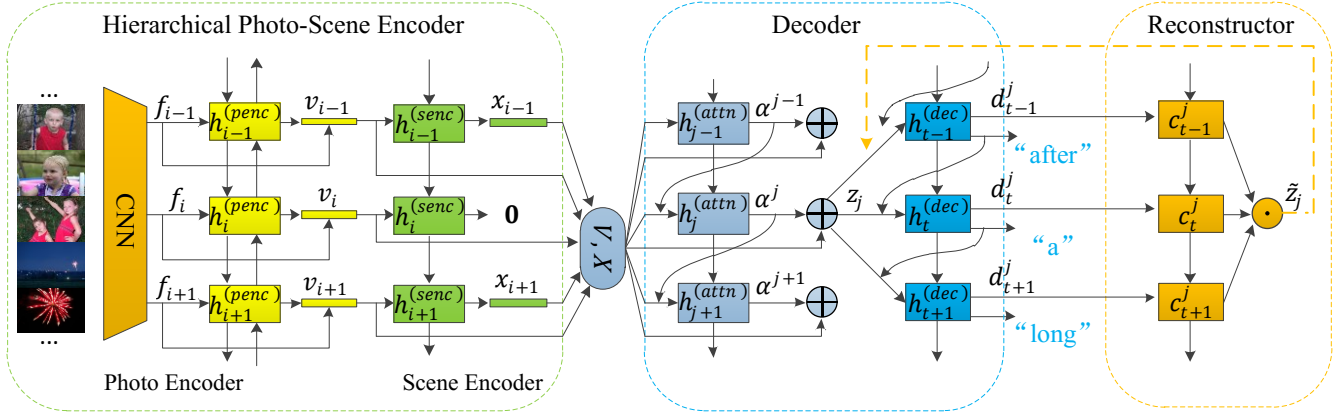 Hierarchical Photo-Scene Encoder
Decoder
Reconstructor
...
CNN
f_{i-1}
h_{i-1}^{(penc)}
v_{i-1}
h_{i-1}^{(senc)}
x_{i-1}
h_{j-1}^{(attn)}
α^{j-1}
h_{t-1}^{(dec)}
d_{t-1}^{j}
"after"
c_{t-1}^{j}
f_i
h_i^{(penc)}
v_i
h_i^{(senc)}
0
V, X
h_j^{(attn)}
α^j
z_j
h_t^{(dec)}
d_t^j
"a"
c_t^j
z̃_j
f_{i+1}
h_{i+1}^{(penc)}
v_{i+1}
h_{i+1}^{(senc)}
x_{i+1}
h_{j+1}^{(attn)}
α^{j+1}
h_{t+1}^{(dec)}
d_{t+1}^{j}
"long"
c_{t+1}^{j}
...
Photo Encoder
Scene Encoder